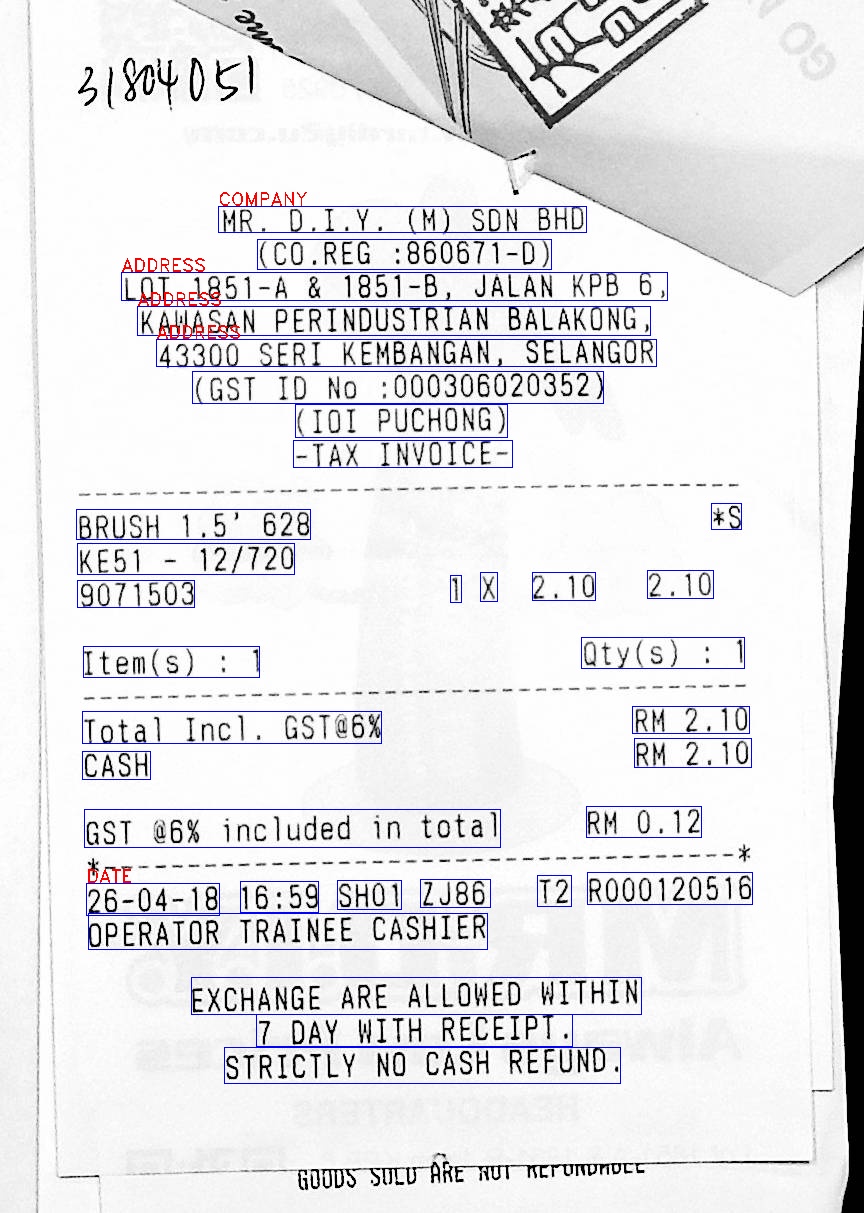 31804051
COMPANY
MR. D.I.Y. (M) SDN BHD
(CO.REG :860671-D)
ADDRESS
LOT 1851-A & 1851-B, JALAN KPB 6,
ADDRESS
KAWASAN PERINDUSTRIAN BALAKONG,
ADDRESS
43300 SERI KEMBANGAN, SELANGOR
(GST ID No :000306020352)
(IOI PUCHONG)
-TAX INVOICE-
BRUSH 1.5' 628 *S
KE51 - 12/720
9071503 1 X 2.10 2.10
Item(s) : 1 Qty(s) : 1
Total Incl. GST@6% RM 2.10
CASH RM 2.10
GST @6% included in total RM 0.12
DATE
26-04-18 16:59 SH01 ZJ86 T2 R000120516
OPERATOR TRAINEE CASHIER
EXCHANGE ARE ALLOWED WITHIN
7 DAY WITH RECEIPT.
STRICTLY NO CASH REFUND.
GOODS SOLD ARE NOT REFUNDABLE